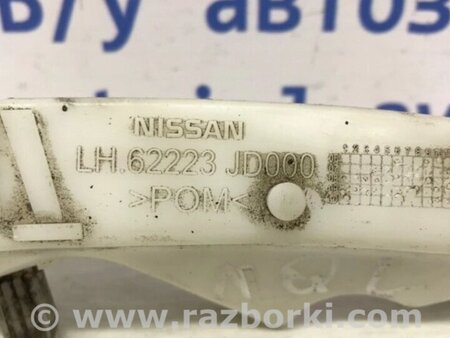 Б/у автоз
NISSAN
LH.62223 JD000
>POM<
www.razborki.com